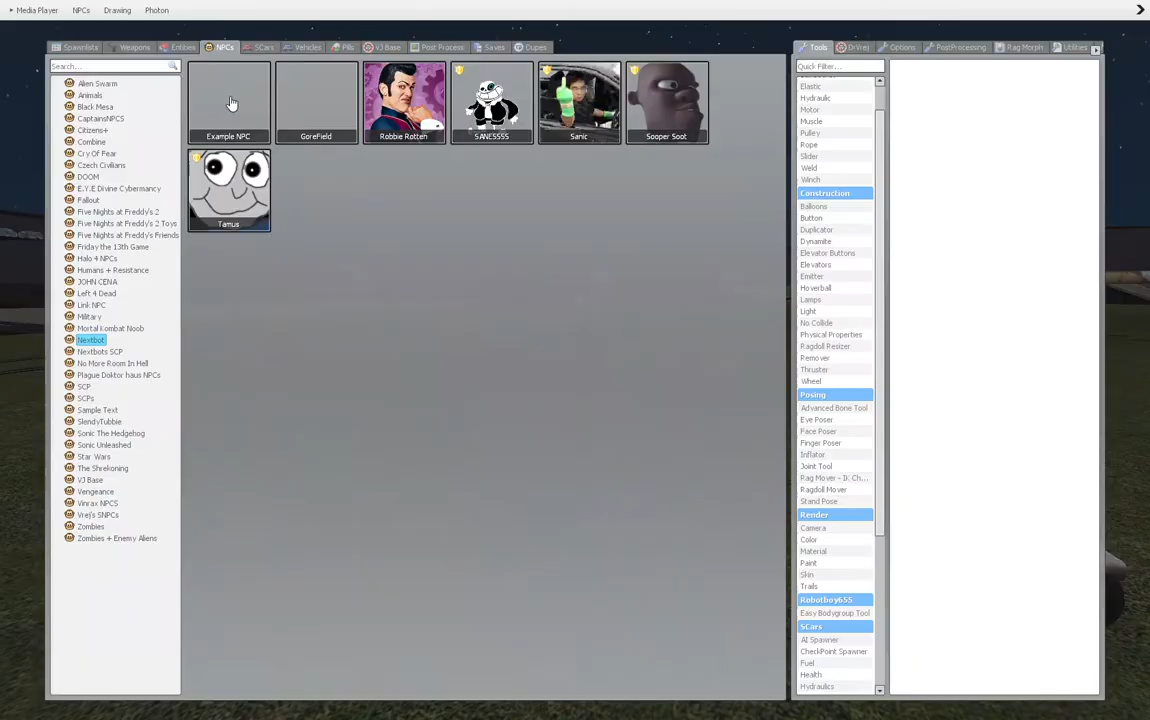 Media Player NPCs Drawing Photon
Spawnlists Weapons Entities NPCs SCars Vehicles Pills VJ Base Post Process Saves Dupes
Search...
Alien Swarm
Animals
Black Mesa
CaptainsNPCS
Citizens+
Combine
Cry Of Fear
Czech Civilians
DOOM
E.Y.E Divine Cybermancy
Fallout
Five Nights at Freddy's 2
Five Nights at Freddy's 2 Toys
Five Nights at Freddy's Friends
Friday the 13th Game
Halo 4 NPCs
Humans + Resistance
JOHN CENA
Left 4 Dead
Link NPC
Military
Mortal Kombat Noob
Nextbot
Nextbots SCP
No More Room In Hell
Plague Doktor haus NPCs
SCP
SCPs
Sample Text
SlendyTubbie
Sonic The Hedgehog
Sonic Unleashed
Star Wars
The Shrekoning
VJ Base
Vengeance
Vinrax NPCS
Vrej's SNPCs
Zombies
Zombies + Enemy Aliens
Example NPC GoreField Robbie Rotten SANESSSS Sanic Sooper Soot
Tamus
Tools DrVrej Options PostProcessing Rag Morph Utilities
Quick Filter...
Elastic
Hydraulic
Motor
Muscle
Pulley
Rope
Slider
Weld
Winch
Construction
Balloons
Button
Duplicator
Dynamite
Elevator Buttons
Elevators
Emitter
Hoverball
Lamps
Light
No Collide
Physical Properties
Ragdoll Resizer
Remover
Thruster
Wheel
Posing
Advanced Bone Tool
Eye Poser
Face Poser
Finger Poser
Inflator
Joint Tool
Rag Mover - IK Ch...
Ragdoll Mover
Stand Pose
Render
Camera
Color
Material
Paint
Skin
Trails
Robotboy655
Easy Bodygroup Tool
SCars
AI Spawner
CheckPoint Spawner
Fuel
Health
Hydraulics